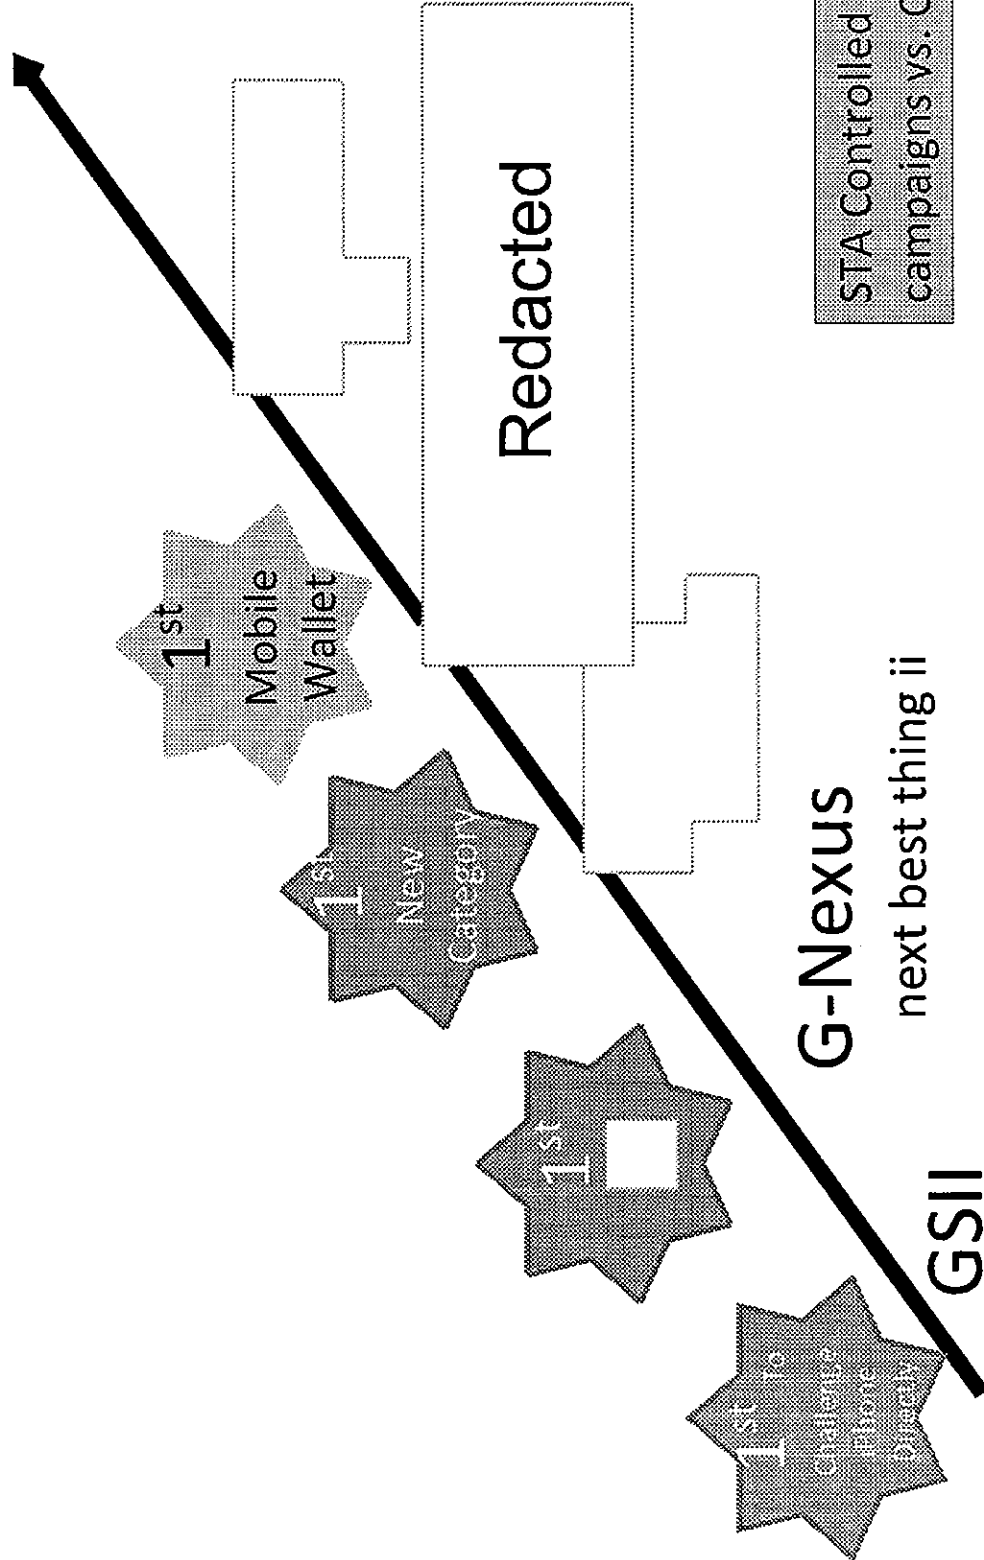 1st To
Challenge
iPhone
Directly
1st
1st
New
Category
1st
Mobile
Wallet
GSII
G-Nexus
next best thing ii
Redacted
STA Controlled
campaigns vs.